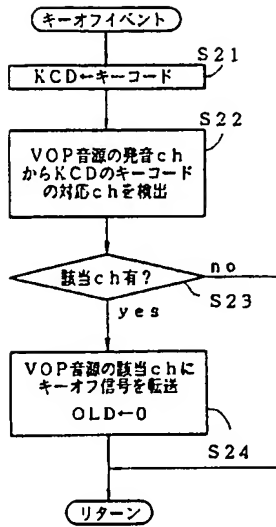 キーオフイベント
S21
KCD←キーコード
S22
VOP音源の発音ch
からKCDのキーコード
の対応chを検出
該当ch有?
no
S23
yes
VOP音源の該当chに
キーオフ信号を転送
OLD←0
S24
リターン